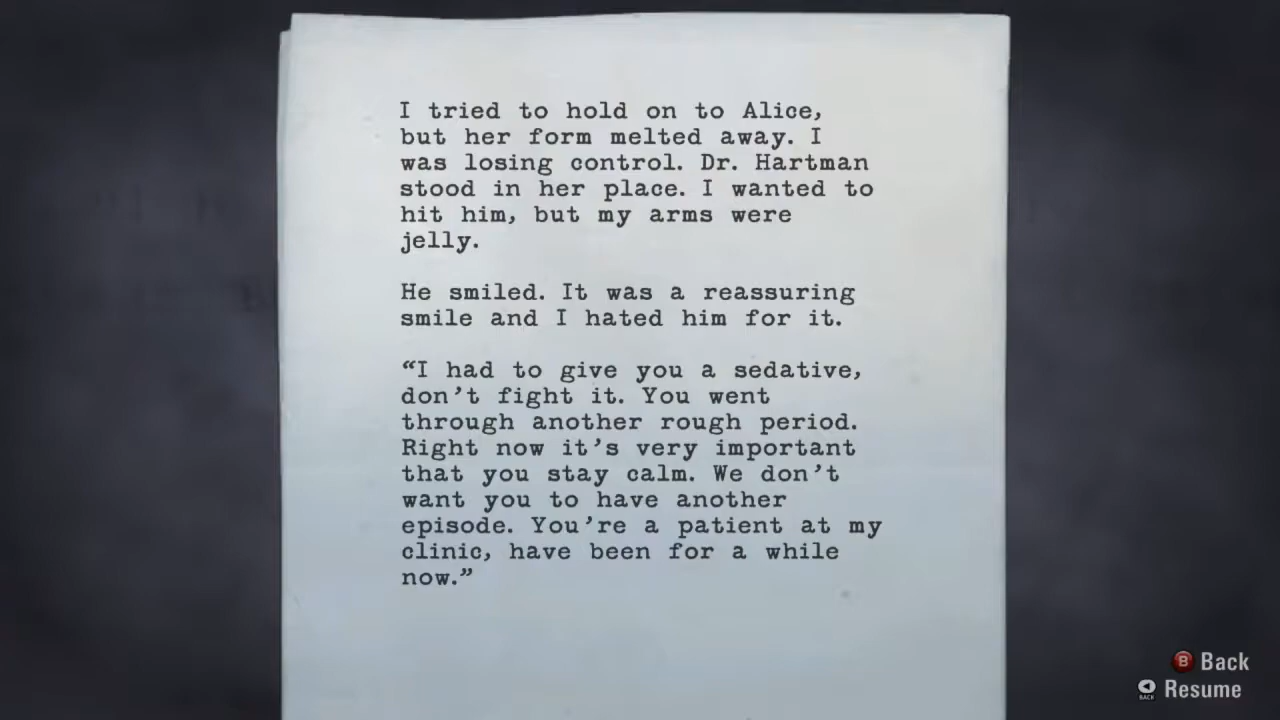 I tried to hold on to Alice,
but her form melted away. I
was losing control. Dr. Hartman
stood in her place. I wanted to
hit him, but my arms were
jelly.
He smiled. It was a reassuring
smile and I hated him for it.
“I had to give you a sedative,
don’t fight it. You went
through another rough period.
Right now it’s very important
that you stay calm. We don’t
want you to have another
episode. You’re a patient at my
clinic, have been for a while
now.”
B Back
BACK Resume